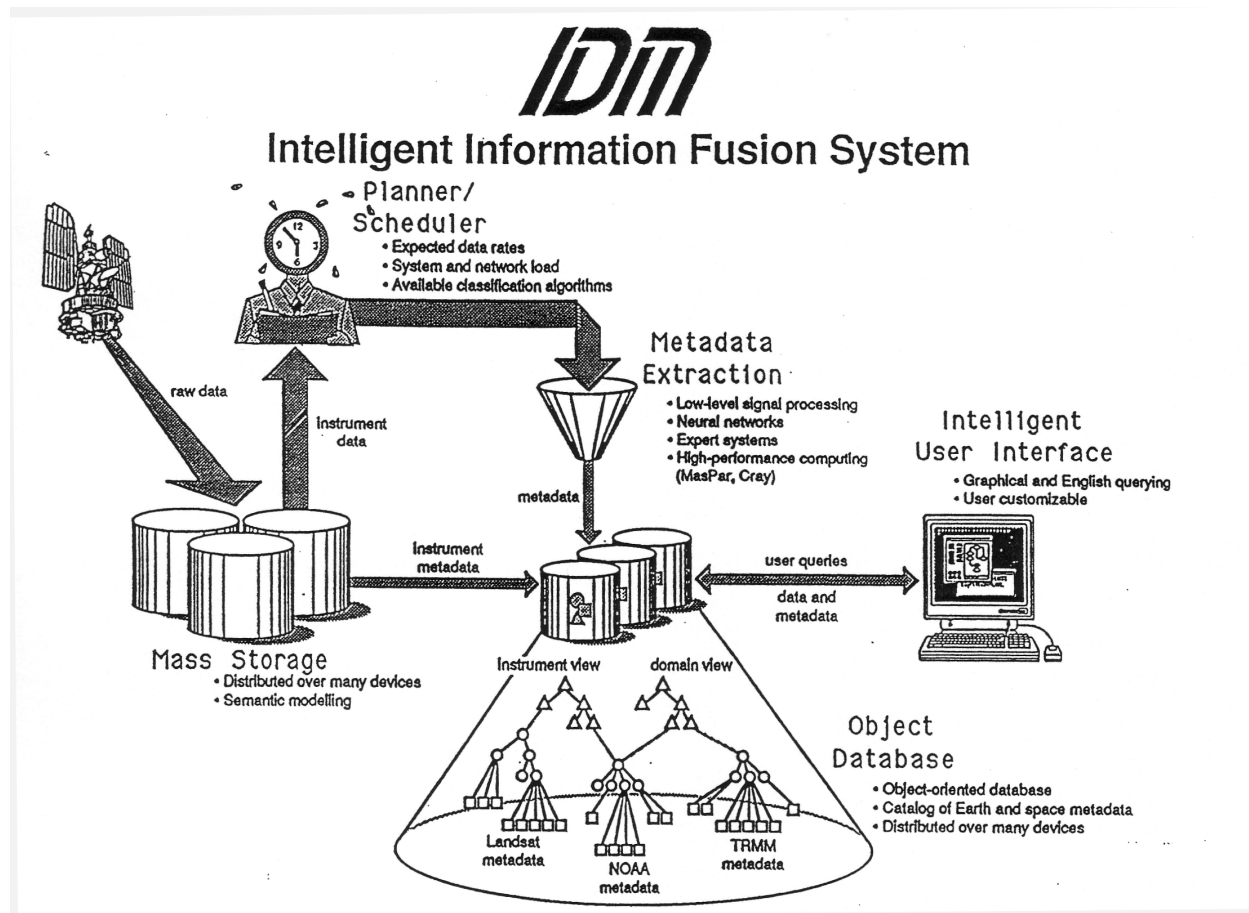 IDM
Intelligent Information Fusion System
Planner/
Scheduler
• Expected data rates
• System and network load
• Available classification algorithms
12
3
6
9
raw data
instrument
data
Metadata
Extraction
• Low-level signal processing
• Neural networks
• Expert systems
• High-performance computing
(MasPar, Cray)
metadata
Intelligent
User Interface
• Graphical and English querying
• User customizable
instrument
metadata
user queries
data and
metadata
Mass Storage
• Distributed over many devices
• Semantic modelling
instrument view
domain view
Object
Database
• Object-oriented database
• Catalog of Earth and space metadata
• Distributed over many devices
Landsat
metadata
NOAA
metadata
TRMM
metadata